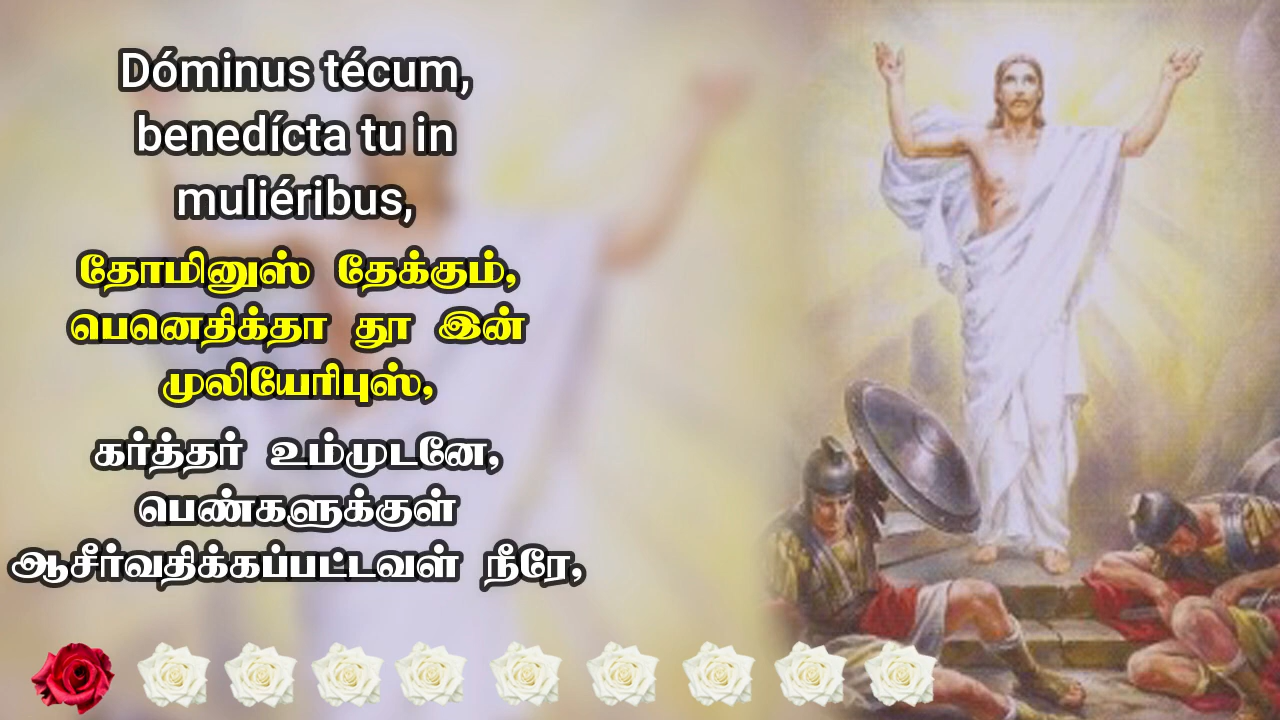 Dóminus técum,
benedícta tu in
muliéribus,
தோமினுஸ் தேக்கும்,
பெனெதிக்தா தூ இன்
முலியேரிபுஸ்,
கர்த்தர் உம்முடனே,
பெண்களுக்குள்
ஆசீர்வதிக்கப்பட்டவள் நீரே,